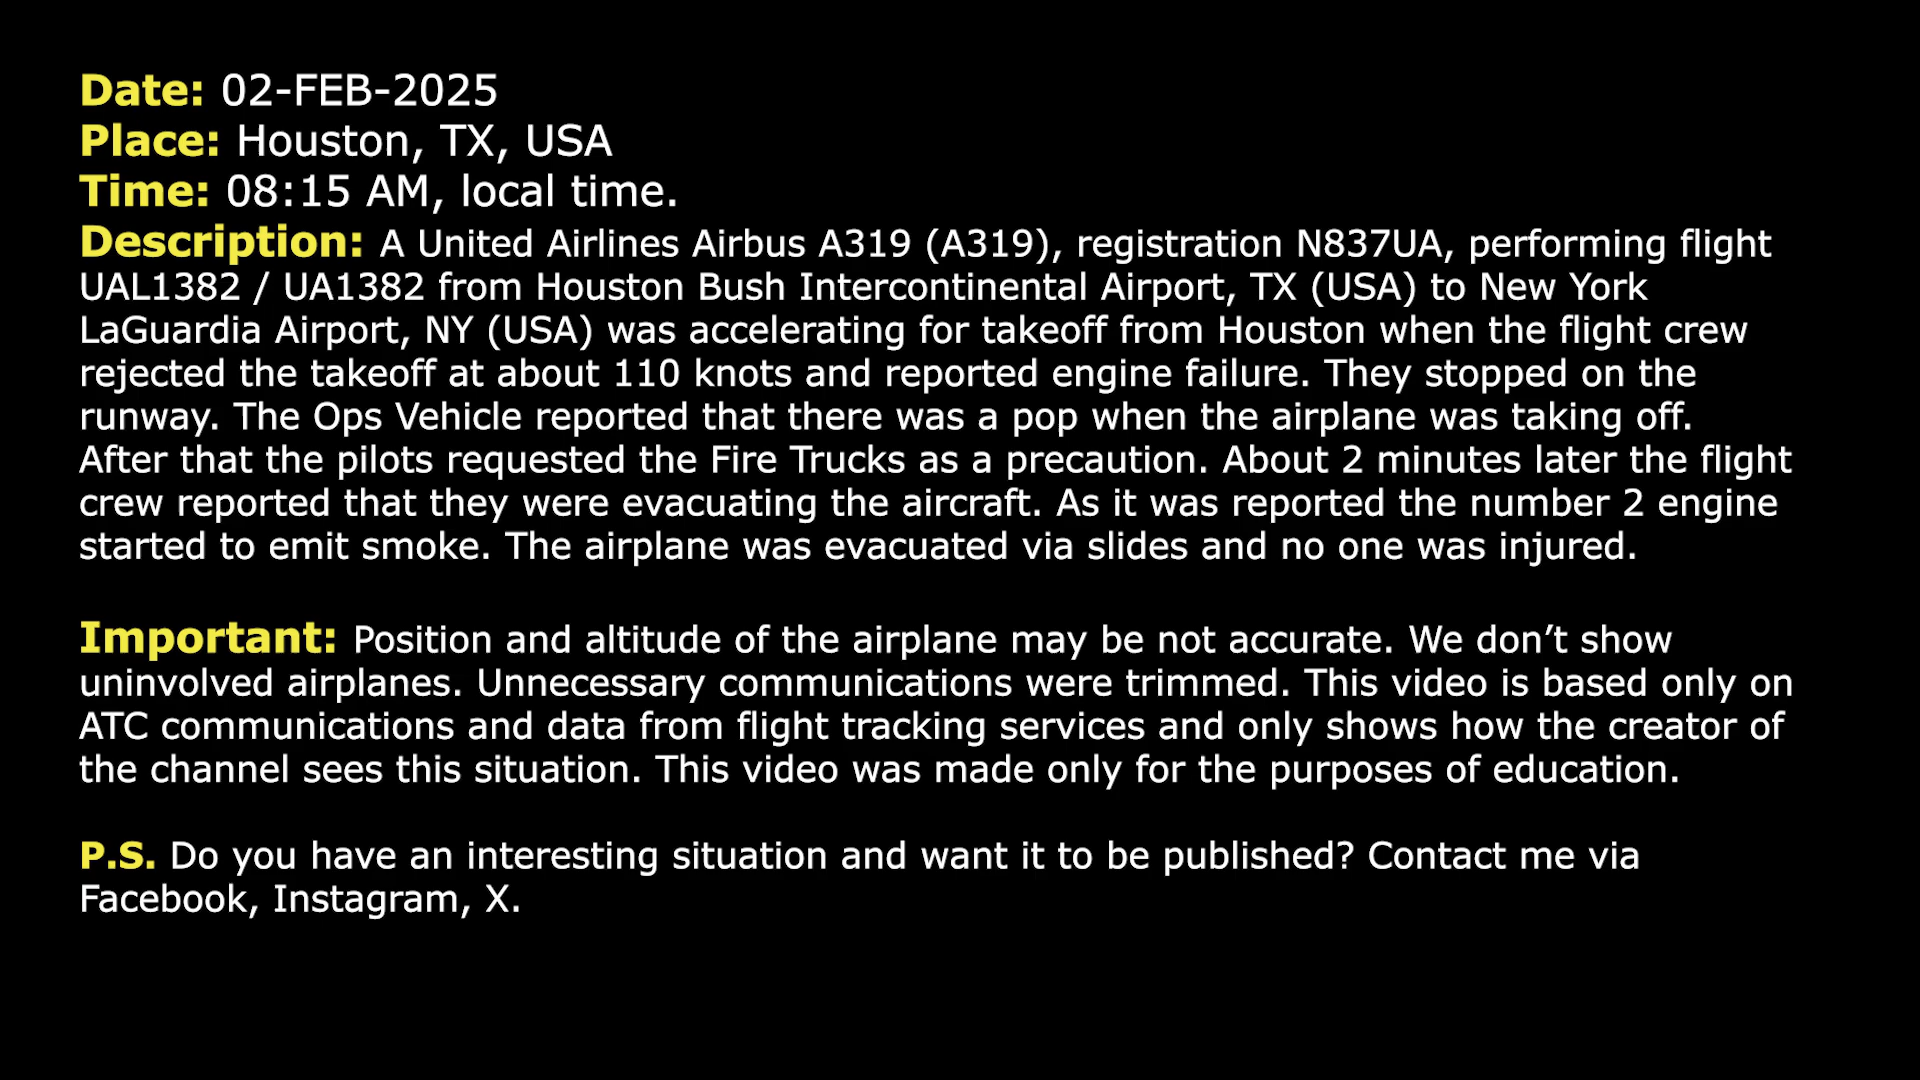 Date: 02-FEB-2025
Place: Houston, TX, USA
Time: 08:15 AM, local time.
Description: A United Airlines Airbus A319 (A319), registration N837UA, performing flight
UAL1382 / UA1382 from Houston Bush Intercontinental Airport, TX (USA) to New York
LaGuardia Airport, NY (USA) was accelerating for takeoff from Houston when the flight crew
rejected the takeoff at about 110 knots and reported engine failure. They stopped on the
runway. The Ops Vehicle reported that there was a pop when the airplane was taking off.
After that the pilots requested the Fire Trucks as a precaution. About 2 minutes later the flight
crew reported that they were evacuating the aircraft. As it was reported the number 2 engine
started to emit smoke. The airplane was evacuated via slides and no one was injured.
Important: Position and altitude of the airplane may be not accurate. We don’t show
uninvolved airplanes. Unnecessary communications were trimmed. This video is based only on
ATC communications and data from flight tracking services and only shows how the creator of
the channel sees this situation. This video was made only for the purposes of education.
P.S. Do you have an interesting situation and want it to be published? Contact me via
Facebook, Instagram, X.